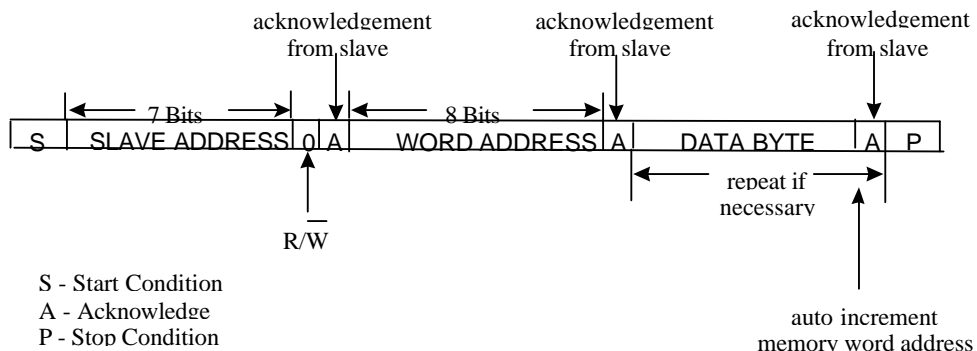 acknowledgement acknowledgement acknowledgement
from slave from slave from slave
7 Bits 8 Bits
S SLAVE ADDRESS 0 A WORD ADDRESS A DATA BYTE A P
repeat if
necessary
R/W̅
S - Start Condition
A - Acknowledge
P - Stop Condition
auto increment
memory word address